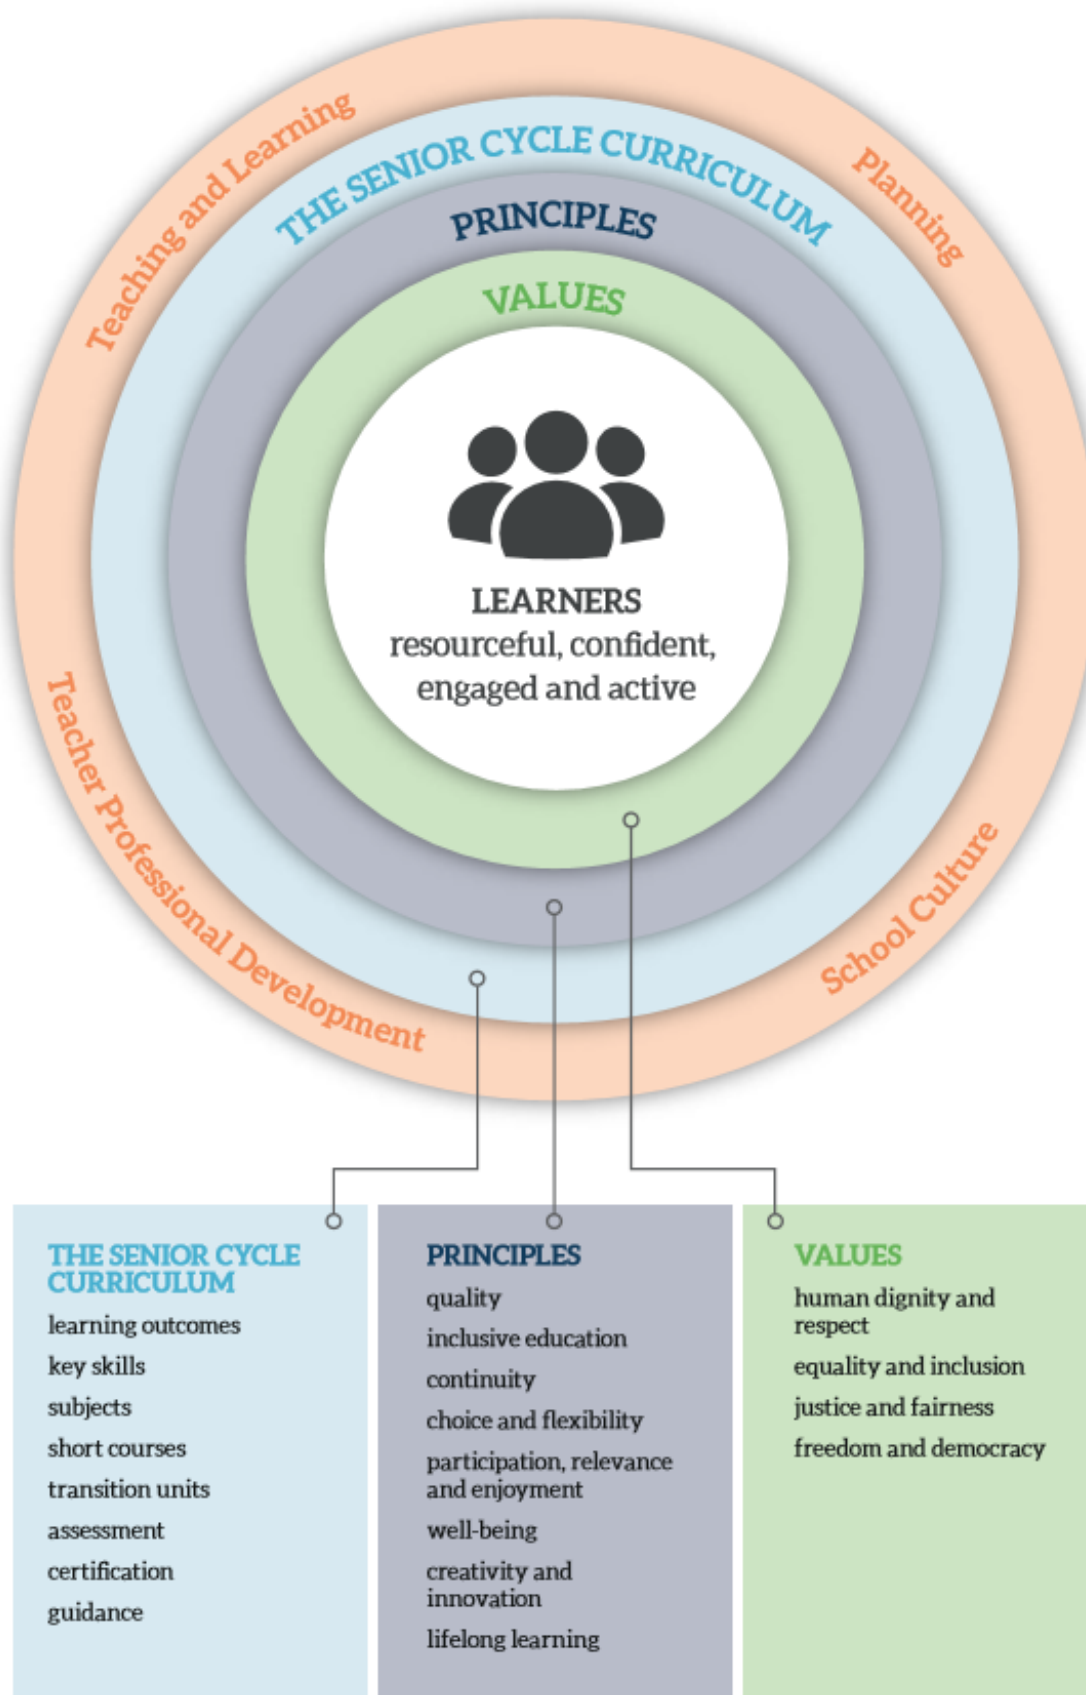 Teaching and Learning
Planning
THE SENIOR CYCLE CURRICULUM
PRINCIPLES
VALUES
LEARNERS
resourceful, confident,
engaged and active
Teacher Professional Development
School Culture
THE SENIOR CYCLE
CURRICULUM
learning outcomes
key skills
subjects
short courses
transition units
assessment
certification
guidance
PRINCIPLES
quality
inclusive education
continuity
choice and flexibility
participation, relevance
and enjoyment
well-being
creativity and
innovation
lifelong learning
VALUES
human dignity and
respect
equality and inclusion
justice and fairness
freedom and democracy